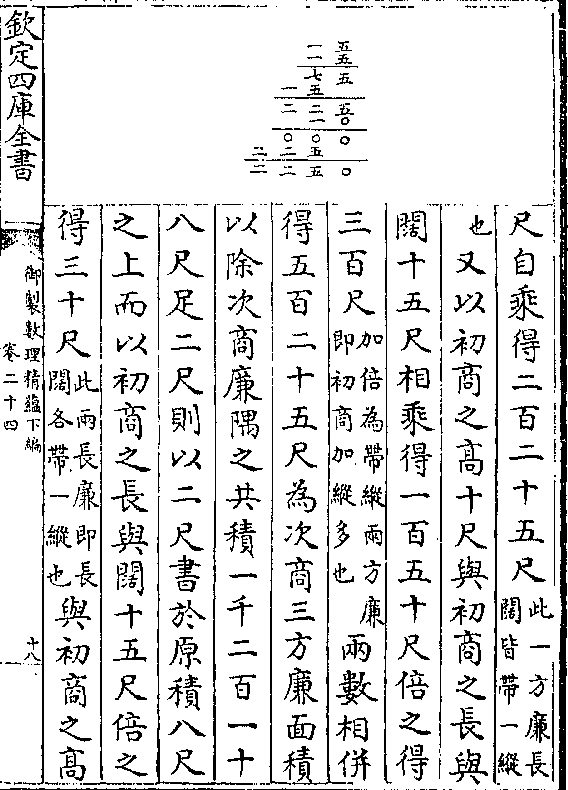 一五
一五
七五
一五
二二五
一〇
〇〇〇
二二五
二二五〇
尺自乘得二百二十五尺此一方廉長闊皆帶一縱
也又以初商之高十尺與初商之長與
闊十五尺相乘得一百五十尺倍之得
三百尺加倍為帶縱兩方廉即初商加縱多也兩數相併
得五百二十五尺為次商三方廉面積
以除次商廉隅之共積一千二百一十
八尺足二尺則以二尺書於原積八尺
之上而以初商之長與闊十五尺倍之
得三十尺此兩長廉即長闊各帶一縱也與初商之高
欽定四庫全書
御製數理精蘊下編
卷二十四
十八